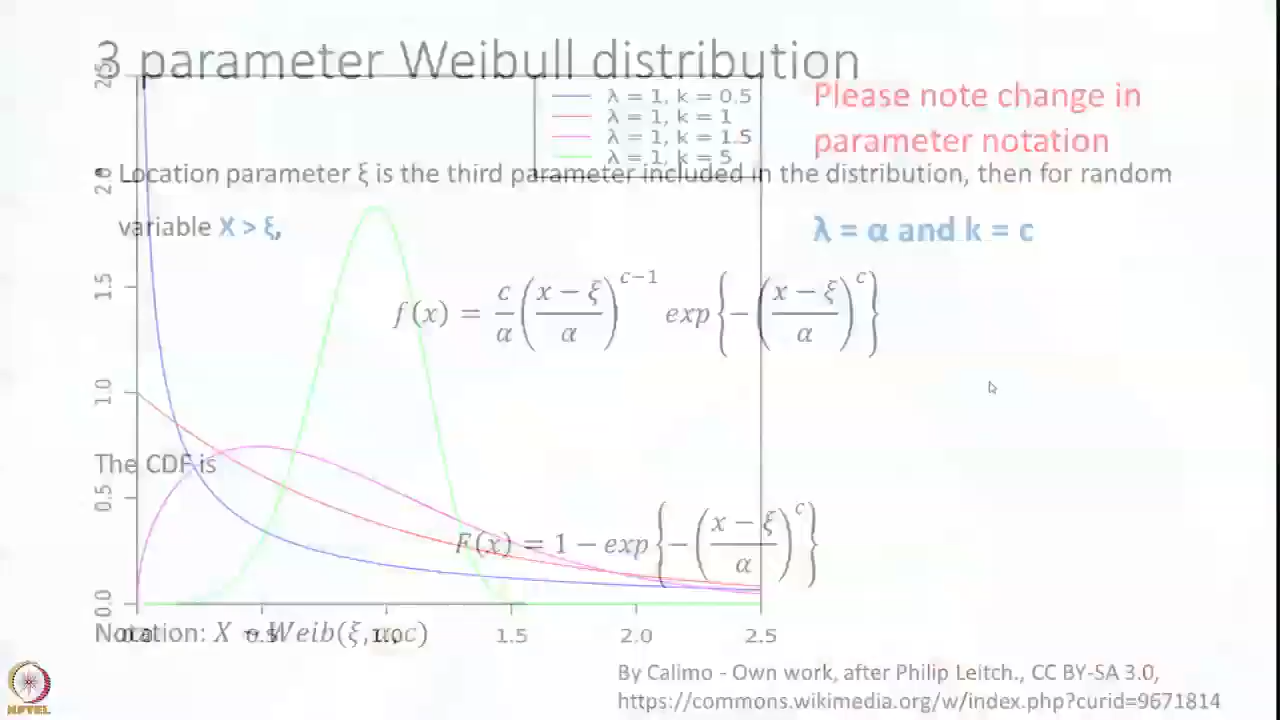 3 parameter Weibull distribution
λ = 1, k = 0.5
λ = 1, k = 1
λ = 1, k = 1.5
λ = 1, k = 5
Please note change in
parameter notation
• Location parameter ξ is the third parameter included in the distribution, then for random
variable X > ξ,
λ = α and k = c
f(x) = c/α ((x − ξ)/α)^(c−1) exp{−((x − ξ)/α)^c}
The CDF is
F(x) = 1 − exp{−((x − ξ)/α)^c}
Notation: X ~ Weib(ξ, α, c)
2.5
2.0
1.5
1.0
0.5
0.0
0.0 0.5 1.0 1.5 2.0 2.5
By Calimo - Own work, after Philip Leitch., CC BY-SA 3.0,
https://commons.wikimedia.org/w/index.php?curid=9671814
NPTEL